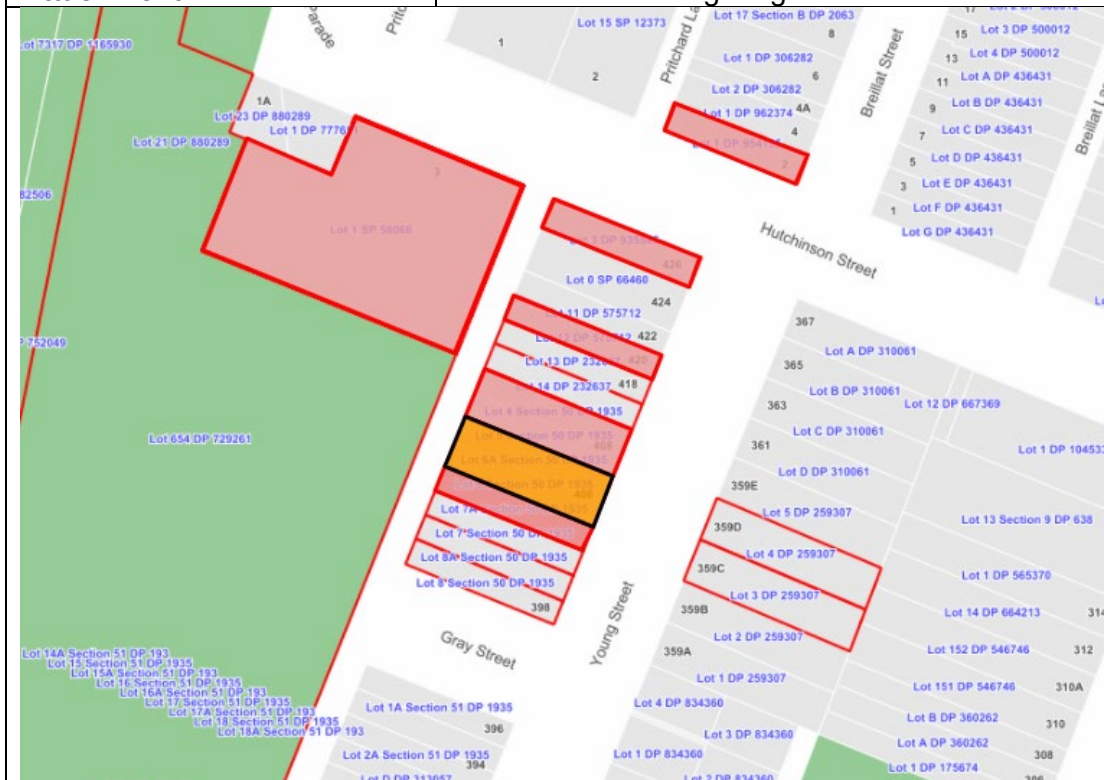 Lot 7317 DP 1165930
Parade
Lot 15 SP 12373
Lot 17 Section B DP 2063
8
1
2
Lot 1 DP 306282
6
Lot 2 DP 306282
Lot 1 DP 962374
4A
4
2
Breillat Street
15
Lot 3 DP 500012
13
Lot 4 DP 500012
11
Lot A DP 436431
9
Lot B DP 436431
7
Lot C DP 436431
5
Lot D DP 436431
3
Lot E DP 436431
1
Lot F DP 436431
Lot G DP 436431
1A
Lot 23 DP 880289
Lot 21 DP 880289
3
Lot 1 SP 58066
Hutchinson Street
426
Lot 0 SP 66460
424
Lot 11 DP 575712
422
420
Lot 13 DP 232637
Lot 14 DP 232637
418
Lot 4 Section 50 DP 1935
408
Lot 6A Section 50 DP 1935
400
Lot 7 Section 50 DP 1935
Lot 8A Section 50 DP 1935
Lot 8 Section 50 DP 1935
398
Lot 654 DP 729261
Gray Street
Young Street
367
Lot A DP 310061
365
Lot B DP 310061
363
Lot 12 DP 667369
Lot C DP 310061
361
Lot D DP 310061
359E
Lot 5 DP 259307
359D
Lot 4 DP 259307
359C
Lot 3 DP 259307
359B
Lot 2 DP 259307
359A
Lot 1 DP 259307
Lot 13 Section 9 DP 638
Lot 1 DP 565370
Lot 14 DP 664213
Lot 152 DP 546746
312
Lot 151 DP 546746
310A
Lot B DP 360262
310
Lot A DP 360262
308
Lot 1 DP 175674
Lot 4 DP 834360
Lot 3 DP 834360
Lot 1 DP 834360
Lot 2 DP 834360
Lot 14A Section 51 DP 193
Lot 15 Section 51 DP 1935
Lot 15A Section 51 DP 193
Lot 16 Section 51 DP 1935
Lot 16A Section 51 DP 193
Lot 17 Section 51 DP 1935
Lot 17A Section 51 DP 193
Lot 18 Section 51 DP 1935
Lot 18A Section 51 DP 193
Lot 1A Section 51 DP 1935
396
Lot 2A Section 51 DP 1935
394
Lot D DP 313057